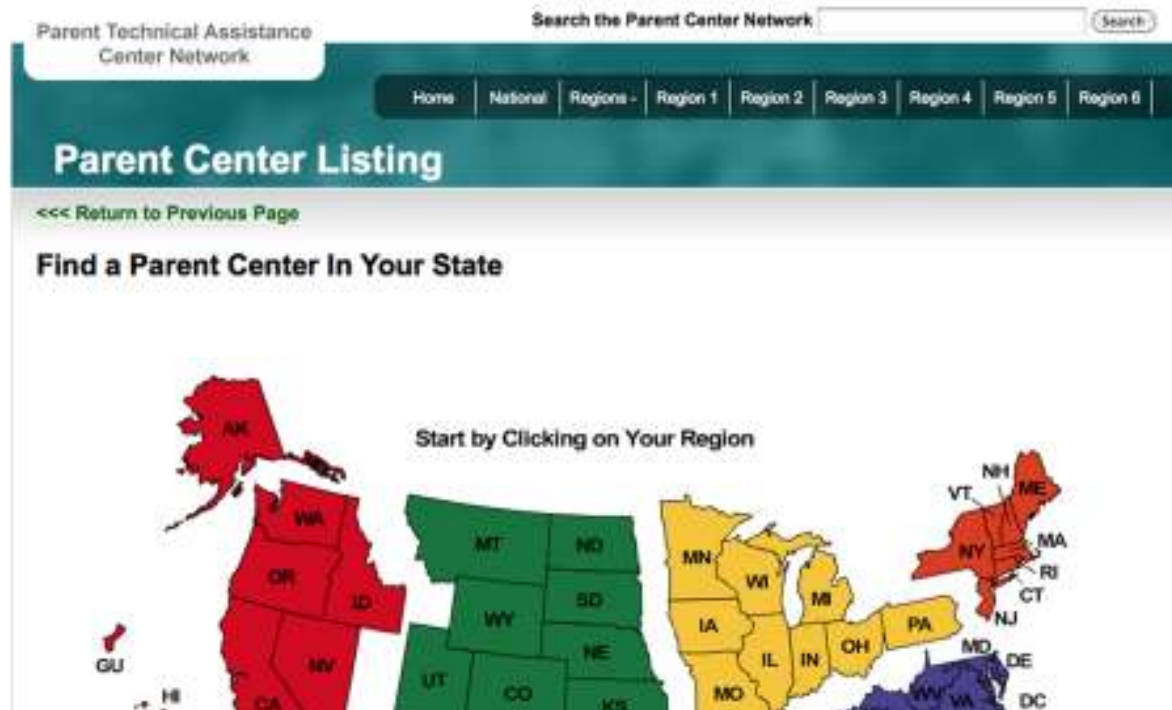 Search the Parent Center Network
Search
Parent Technical Assistance
Center Network
Home National Regions - Region 1 Region 2 Region 3 Region 4 Region 5 Region 6
Parent Center Listing
<<< Return to Previous Page
Find a Parent Center In Your State
Start by Clicking on Your Region
AK
NH
VT
ME
WA
MT
ND
MN
NY
MA
OR
ID
WY
SD
WI
MI
RI
CT
NJ
GU
NV
UT
NE
IA
IL
IN
OH
PA
MD
DE
HI
CA
CO
KS
MO
WV
VA
DC